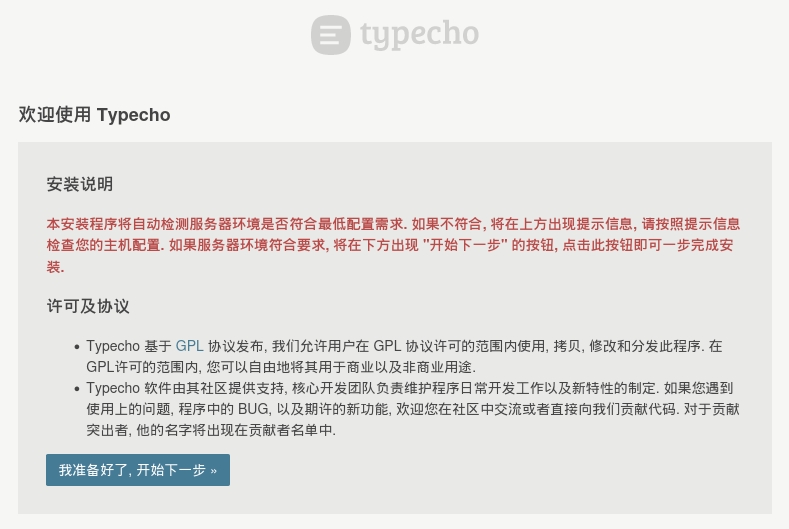 typecho
欢迎使用 Typecho
安装说明
本安装程序将自动检测服务器环境是否符合最低配置需求. 如果不符合, 将在上方出现提示信息, 请按照提示信息
检查您的主机配置. 如果服务器环境符合要求, 将在下方出现 "开始下一步" 的按钮, 点击此按钮即可一步完成安
装.
许可及协议
• Typecho 基于 GPL 协议发布, 我们允许用户在 GPL 协议许可的范围内使用, 拷贝, 修改和分发此程序. 在
GPL许可的范围内, 您可以自由地将其用于商业以及非商业用途.
• Typecho 软件由其社区提供支持, 核心开发团队负责维护程序日常开发工作以及新特性的制定. 如果您遇到
使用上的问题, 程序中的 BUG, 以及期许的新功能, 欢迎您在社区中交流或者直接向我们贡献代码. 对于贡献
突出者, 他的名字将出现在贡献者名单中.
我准备好了, 开始下一步 »